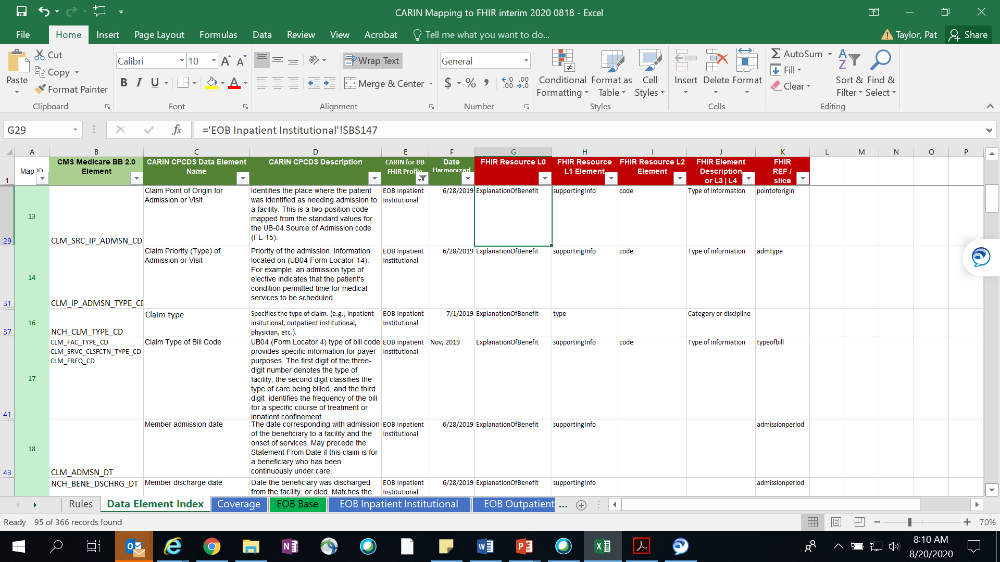 CARIN Mapping to FHIR interim 2020 0818 - Excel
File Home Insert Page Layout Formulas Data Review View Acrobat Tell me what you want to do... Taylor, Pat Share
Paste
Cut
Copy
Format Painter
Clipboard
Calibri 10
B I U
Font
Wrap Text
Merge & Center
Alignment
General
$ % ,
Number
Conditional Formatting
Format as Table
Cell Styles
Styles
Insert Delete Format
Cells
AutoSum
Fill
Clear
Sort & Filter
Find & Select
Editing
G29 fx ='EOB Inpatient Institutional'!$B$147
A B C D E F G H I J K L M N O P
1 Map ID
CMS Medicare BB 2.0 Element
CARIN CPCDS Data Element Name
CARIN CPCDS Description
CARIN for BB FHIR Profile
Date Harmonized
FHIR Resource L0
FHIR Resource L1 Element
FHIR Resource L2 Element
FHIR Element Description or L3 | L4
FHIR REF / slice
29 13 CLM_SRC_IP_ADMSN_CD
Claim Point of Origin for Admission or Visit
Identifies the place where the patient
was identified as needing admission to
a facility. This is a two position code
mapped from the standard values for
the UB-04 Source of Admission code
(FL-15).
EOB Inpatient Institutional
6/28/2019 ExplanationOfBenefit supportingInfo code Type of information pointoforigin
31 14 CLM_IP_ADMSN_TYPE_CD
Claim Priority (Type) of Admission or Visit
Priority of the admission. Information
located on (UB04 Form Locator 14).
For example, an admission type of
elective indicates that the patient's
condition permitted time for medical
services to be scheduled.
EOB Inpatient Institutional
6/28/2019 ExplanationOfBenefit supportingInfo code Type of information admtype
37 16 NCH_CLM_TYPE_CD
Claim type
Specifies the type of claim. (e.g., inpatient
insitutional, outpatient institutional,
physician, etc.).
EOB Inpatient Institutional
7/1/2019 ExplanationOfBenefit type Category or discipline
41 17 CLM_FAC_TYPE_CD
CLM_SRVC_CLSFCTN_TYPE_CD
CLM_FREQ_CD
Claim Type of Bill Code
UB04 (Form Locator 4) type of bill code
provides specific information for payer
purposes. The first digit of the three-
digit number denotes the type of
facility, the second digit classifies the
type of care being billed, and the third
digit identifies the frequency of the bill
for a specific course of treatment or
inpatient confinement
EOB Inpatient Institutional
Nov, 2019 ExplanationOfBenefit supportingInfo code Type of information typeofbill
43 18 CLM_ADMSN_DT
Member admission date
The date corresponding with admission
of the beneficiary to a facility and the
onset of services. May precede the
Statement From Date if this claim is for
a beneficiary who has been
continuously under care.
EOB Inpatient Institutional
6/28/2019 ExplanationOfBenefit supportingInfo admissionperiod
NCH_BENE_DSCHRG_DT
Member discharge date
Date the beneficiary was discharged
from the facility, or died. Matches the
EOB Inpatient Institutional
6/28/2019 ExplanationOfBenefit supportingInfo admissionperiod
Rules Data Element Index Coverage EOB Base EOB Inpatient Institutional EOB Outpatient ...
Ready 95 of 366 records found 70%
8:10 AM
8/20/2020